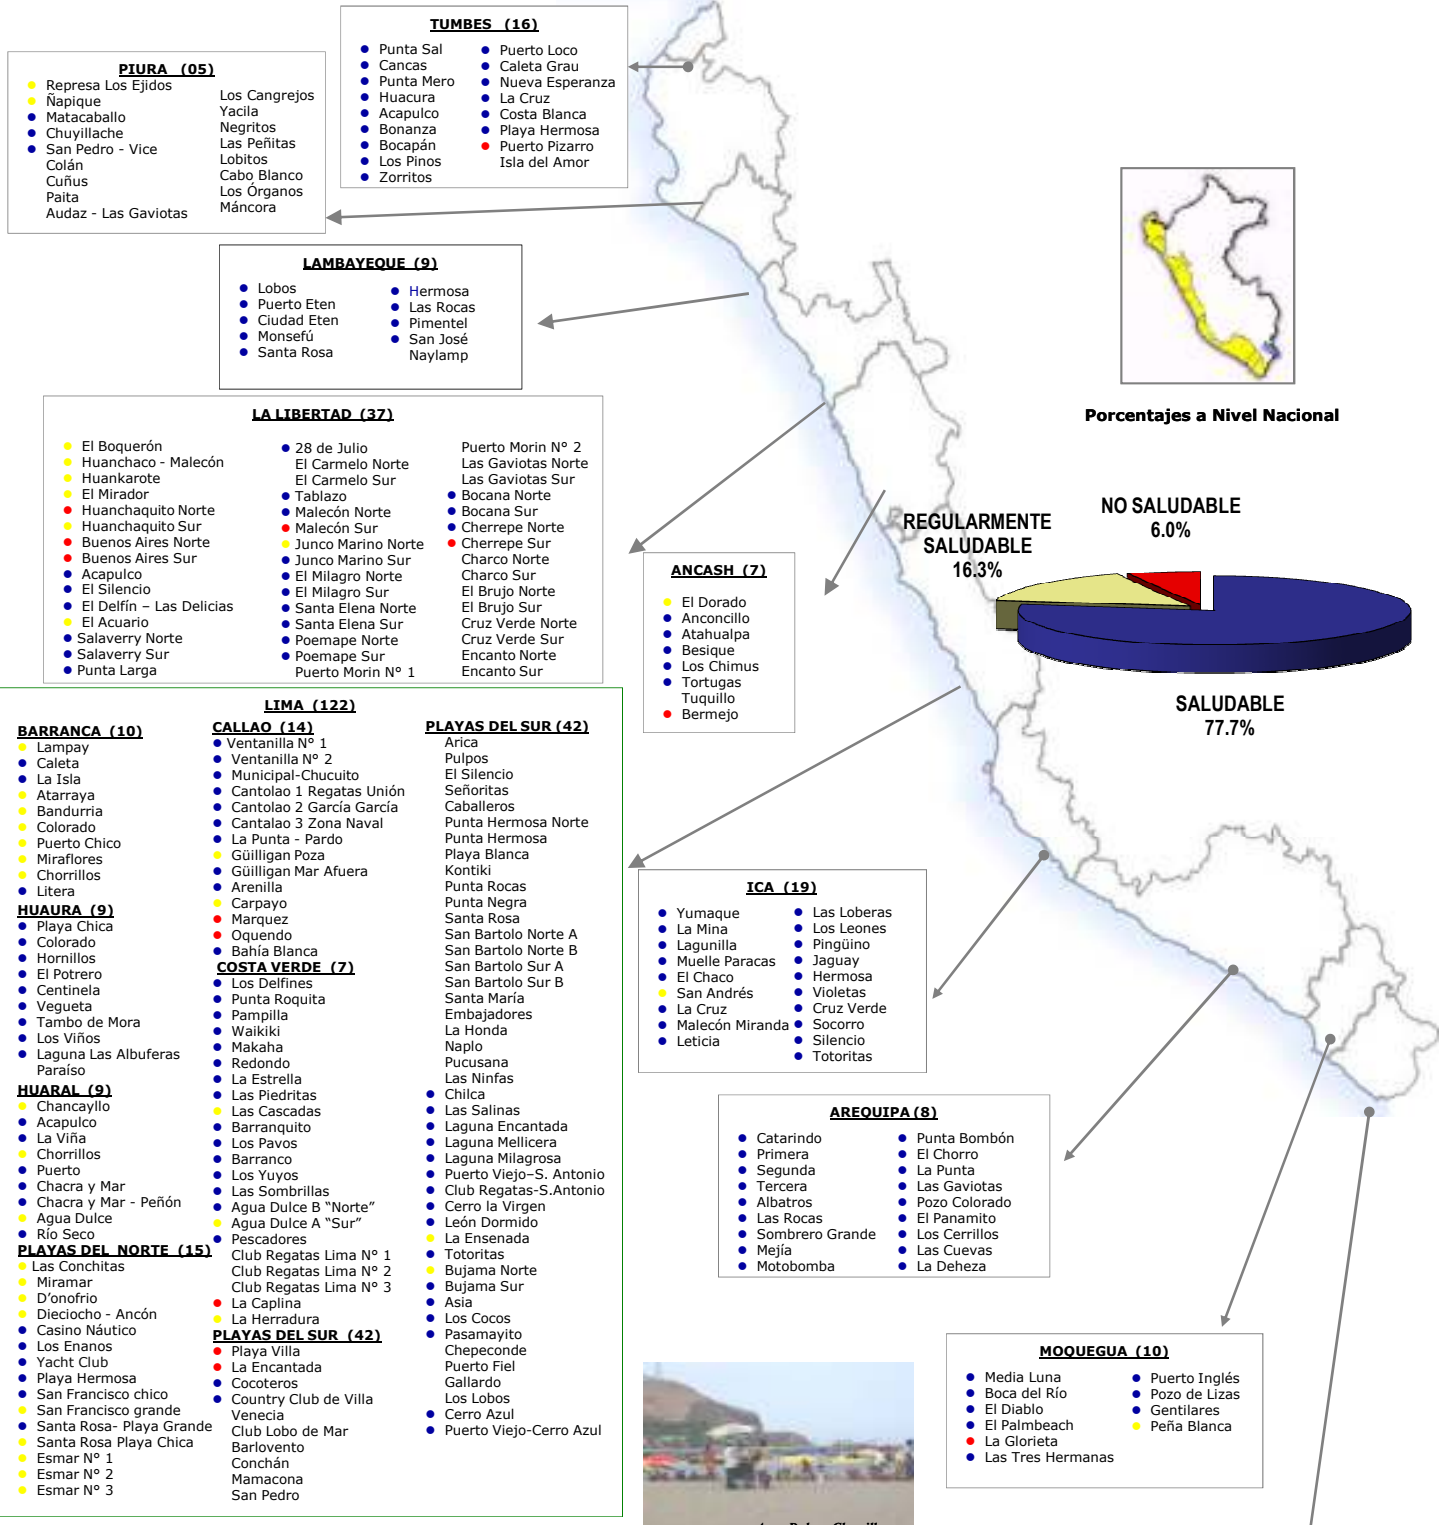 TUMBES (16)
Punta Sal
Cancas
Punta Mero
Huacura
Acapulco
Bonanza
Bocapán
Los Pinos
Zorritos
Puerto Loco
Caleta Grau
Nueva Esperanza
La Cruz
Costa Blanca
Playa Hermosa
Puerto Pizarro
Isla del Amor
PIURA (05)
Represa Los Ejidos
Ñapique
Matacaballo
Chuyillache
San Pedro - Vice
Colán
Cuñus
Paita
Audaz - Las Gaviotas
Los Cangrejos
Yacila
Negritos
Las Peñitas
Lobitos
Cabo Blanco
Los Órganos
Máncora
LAMBAYEQUE (9)
Lobos
Puerto Eten
Ciudad Eten
Monsefú
Santa Rosa
Hermosa
Las Rocas
Pimentel
San José
Naylamp
Porcentajes a Nivel Nacional
NO SALUDABLE
6.0%
REGULARMENTE
SALUDABLE
16.3%
SALUDABLE
77.7%
LA LIBERTAD (37)
El Boquerón
Huanchaco - Malecón
Huankarote
El Mirador
Huanchaquito Norte
Huanchaquito Sur
Buenos Aires Norte
Buenos Aires Sur
Acapulco
El Silencio
El Delfín – Las Delicias
El Acuario
Salaverry Norte
Salaverry Sur
Punta Larga
28 de Julio
El Carmelo Norte
El Carmelo Sur
Tablazo
Malecón Norte
Malecón Sur
Junco Marino Norte
Junco Marino Sur
El Milagro Norte
El Milagro Sur
Santa Elena Norte
Santa Elena Sur
Poemape Norte
Poemape Sur
Puerto Morin N° 1
Puerto Morin N° 2
Las Gaviotas Norte
Las Gaviotas Sur
Bocana Norte
Bocana Sur
Cherrepe Norte
Cherrepe Sur
Charco Norte
Charco Sur
El Brujo Norte
El Brujo Sur
Cruz Verde Norte
Cruz Verde Sur
Encanto Norte
Encanto Sur
ANCASH (7)
El Dorado
Anconcillo
Atahualpa
Besique
Los Chimus
Tortugas
Tuquillo
Bermejo
LIMA (122)
BARRANCA (10)
Lampay
Caleta
La Isla
Atarraya
Bandurria
Colorado
Puerto Chico
Miraflores
Chorrillos
Litera
HUAURA (9)
Playa Chica
Colorado
Hornillos
El Potrero
Centinela
Vegueta
Tambo de Mora
Los Viños
Laguna Las Albuferas
Paraíso
HUARAL (9)
Chancayllo
Acapulco
La Viña
Chorrillos
Puerto
Chacra y Mar
Chacra y Mar - Peñón
Agua Dulce
Río Seco
PLAYAS DEL NORTE (15)
Las Conchitas
Miramar
D'onofrio
Dieciocho - Ancón
Casino Náutico
Los Enanos
Yacht Club
Playa Hermosa
San Francisco chico
San Francisco grande
Santa Rosa- Playa Grande
Santa Rosa Playa Chica
Esmar N° 1
Esmar N° 2
Esmar N° 3
CALLAO (14)
Ventanilla N° 1
Ventanilla N° 2
Municipal-Chucuito
Cantolao 1 Regatas Unión
Cantolao 2 García García
Cantalao 3 Zona Naval
La Punta - Pardo
Güilligan Poza
Güilligan Mar Afuera
Arenilla
Carpayo
Marquez
Oquendo
Bahía Blanca
COSTA VERDE (7)
Los Delfines
Punta Roquita
Pampilla
Waikiki
Makaha
Redondo
La Estrella
Las Piedritas
Las Cascadas
Barranquito
Los Pavos
Barranco
Los Yuyos
Las Sombrillas
Agua Dulce B “Norte”
Agua Dulce A “Sur”
Pescadores
Club Regatas Lima N° 1
Club Regatas Lima N° 2
Club Regatas Lima N° 3
La Caplina
La Herradura
PLAYAS DEL SUR (42)
Playa Villa
La Encantada
Cocoteros
Country Club de Villa
Venecia
Club Lobo de Mar
Barlovento
Conchán
Mamacona
San Pedro
PLAYAS DEL SUR (42)
Arica
Pulpos
El Silencio
Señoritas
Caballeros
Punta Hermosa Norte
Punta Hermosa
Playa Blanca
Kontiki
Punta Rocas
Punta Negra
Santa Rosa
San Bartolo Norte A
San Bartolo Norte B
San Bartolo Sur A
San Bartolo Sur B
Santa María
Embajadores
La Honda
Naplo
Pucusana
Las Ninfas
Chilca
Las Salinas
Laguna Encantada
Laguna Mellicera
Laguna Milagrosa
Puerto Viejo–S. Antonio
Club Regatas-S.Antonio
Cerro la Virgen
León Dormido
La Ensenada
Totoritas
Bujama Norte
Bujama Sur
Asia
Los Cocos
Pasamayito
Chepeconde
Puerto Fiel
Gallardo
Los Lobos
Cerro Azul
Puerto Viejo-Cerro Azul
ICA (19)
Yumaque
La Mina
Lagunilla
Muelle Paracas
El Chaco
San Andrés
La Cruz
Malecón Miranda
Leticia
Las Loberas
Los Leones
Pingüino
Jaguay
Hermosa
Violetas
Cruz Verde
Socorro
Silencio
Totoritas
AREQUIPA (8)
Catarindo
Primera
Segunda
Tercera
Albatros
Las Rocas
Sombrero Grande
Mejía
Motobomba
Punta Bombón
El Chorro
La Punta
Las Gaviotas
Pozo Colorado
El Panamito
Los Cerrillos
Las Cuevas
La Deheza
MOQUEGUA (10)
Media Luna
Boca del Río
El Diablo
El Palmbeach
La Glorieta
Las Tres Hermanas
Puerto Inglés
Pozo de Lizas
Gentilares
Peña Blanca